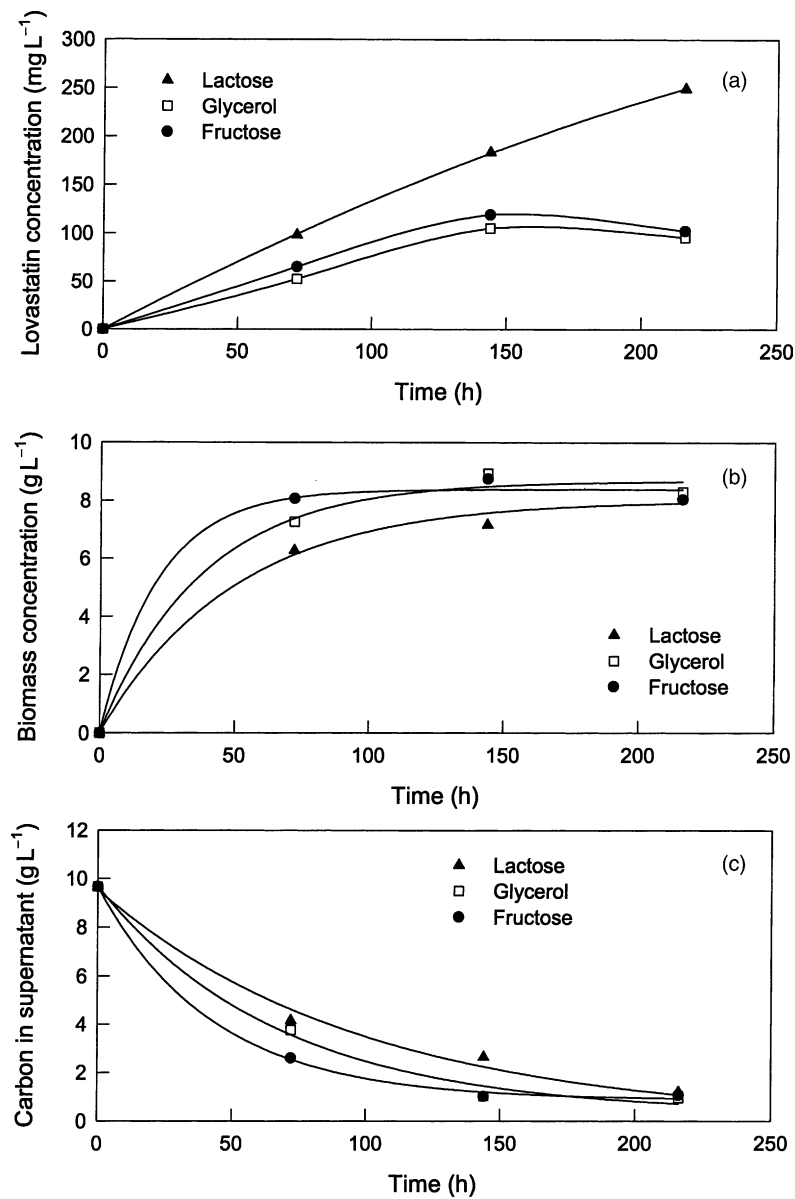 Lovastatin concentration (mg L⁻¹)
300
250
200
150
100
50
0
(a)
Lactose
Glycerol
Fructose
0 50 100 150 200 250
Time (h)
Biomass concentration (g L⁻¹)
10
8
6
4
2
0
(b)
Lactose
Glycerol
Fructose
0 50 100 150 200 250
Time (h)
Carbon in supernatant (g L⁻¹)
12
10
8
6
4
2
0
(c)
Lactose
Glycerol
Fructose
0 50 100 150 200 250
Time (h)